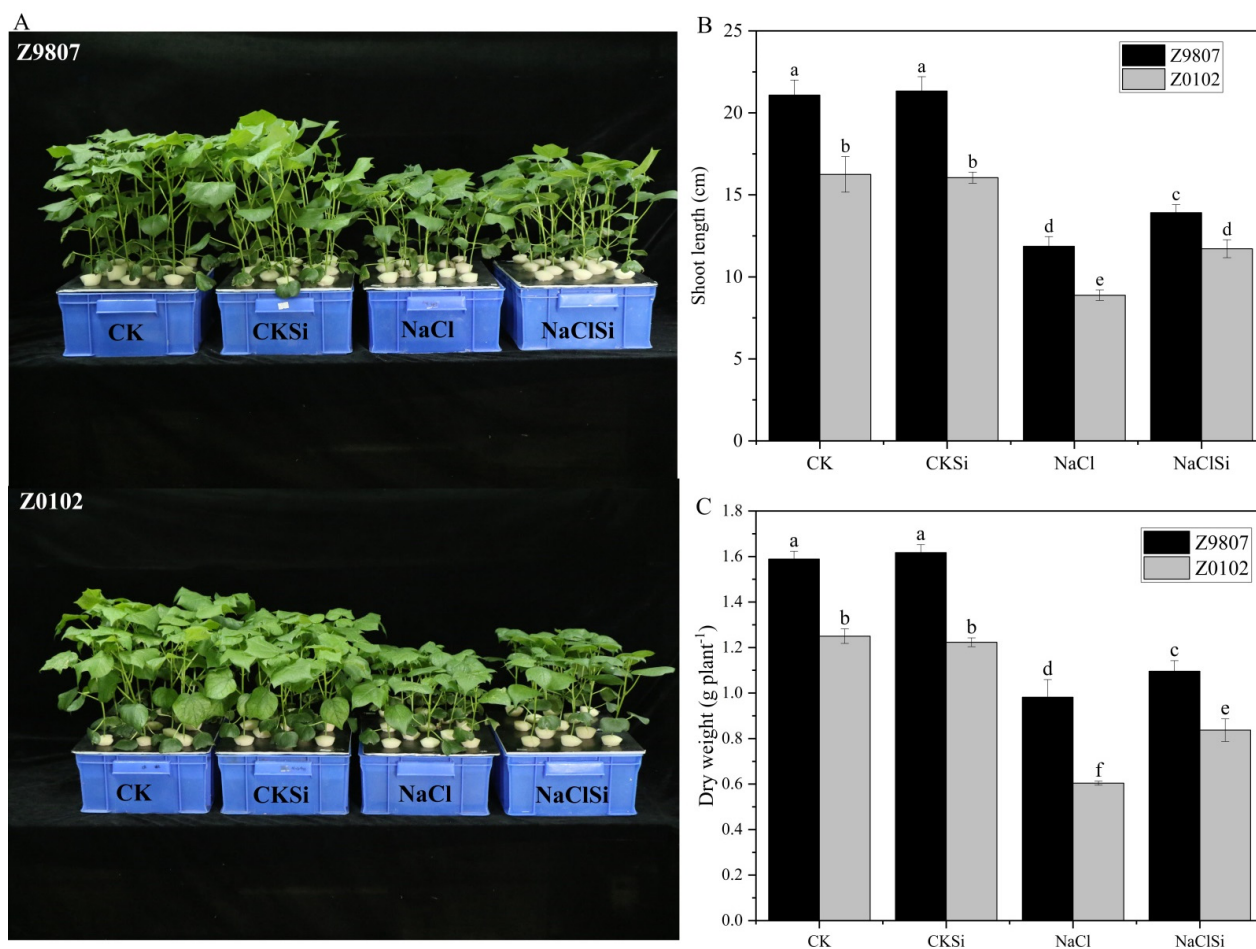 A
Z9807
CK
CKSi
NaCl
NaClSi
Z0102
CK
CKSi
NaCl
NaClSi
B
Z9807
Z0102
Shoot length (cm)
25
20
15
10
5
0
a
b
a
b
d
e
c
d
CK
CKSi
NaCl
NaClSi
C
Z9807
Z0102
Dry weight (g plant⁻¹)
1.8
1.6
1.4
1.2
1.0
0.8
0.6
0.4
0.2
0.0
a
b
a
b
d
f
c
e
CK
CKSi
NaCl
NaClSi